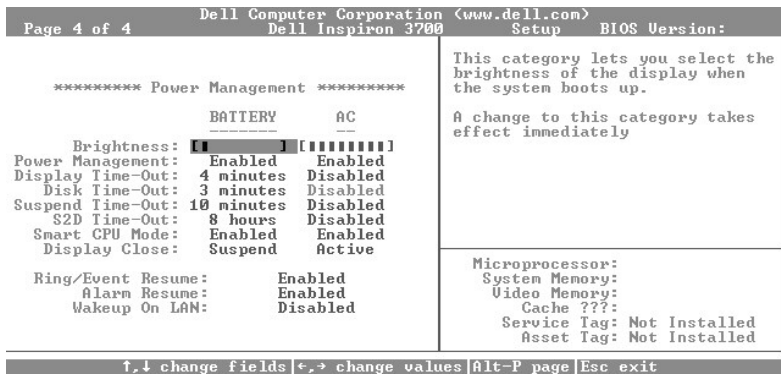 Dell Computer Corporation (www.dell.com)
Page 4 of 4 Dell Inspiron 3700 Setup BIOS Version:
********* Power Management *********
BATTERY AC
------- --
Brightness: [▮ ] [▮▮▮▮▮▮▮▮]
Power Management: Enabled Enabled
Display Time-Out: 4 minutes Disabled
Disk Time-Out: 3 minutes Disabled
Suspend Time-Out: 10 minutes Disabled
S2D Time-Out: 8 hours Disabled
Smart CPU Mode: Enabled Enabled
Display Close: Suspend Active
Ring/Event Resume: Enabled
Alarm Resume: Enabled
Wakeup On LAN: Disabled
This category lets you select the
brightness of the display when
the system boots up.
A change to this category takes
effect immediately
Microprocessor:
System Memory:
Video Memory:
Cache ???:
Service Tag: Not Installed
Asset Tag: Not Installed
↑,↓ change fields|←,→ change values|Alt-P page|Esc exit